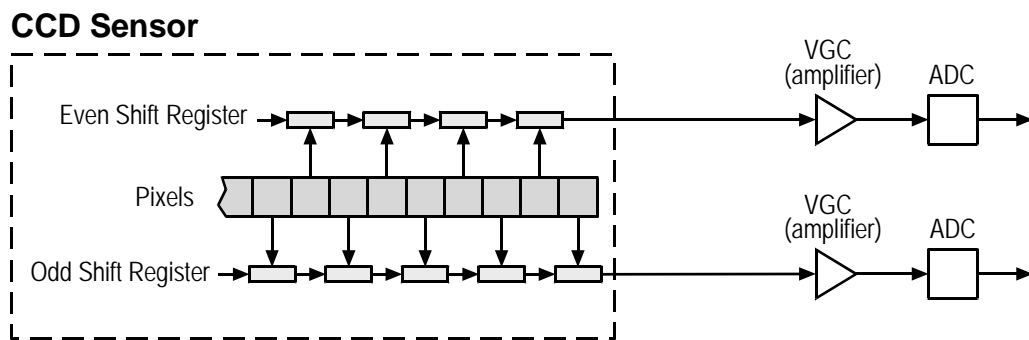 CCD Sensor
Even Shift Register
Pixels
Odd Shift Register
VGC
(amplifier)
ADC
VGC
(amplifier)
ADC